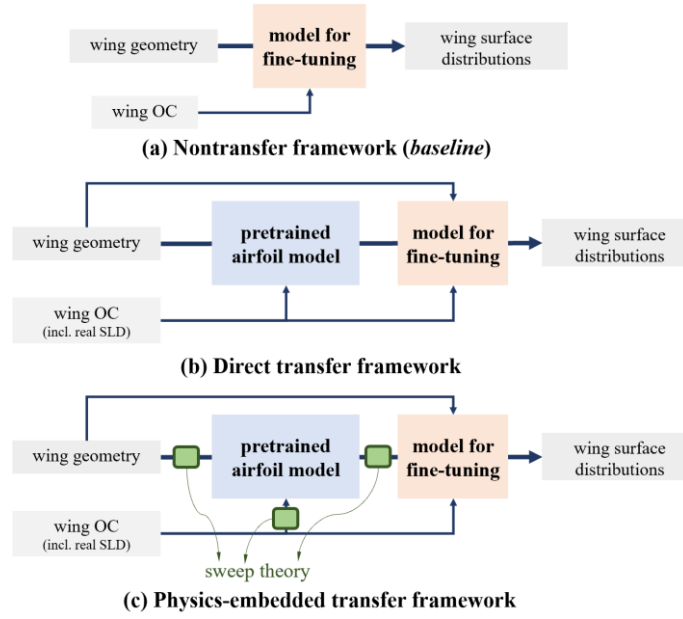 wing geometry
model for
fine-tuning
wing surface
distributions
wing OC
(a) Nontransfer framework (baseline)
wing geometry
pretrained
airfoil model
model for
fine-tuning
wing surface
distributions
wing OC
(incl. real SLD)
(b) Direct transfer framework
wing geometry
pretrained
airfoil model
model for
fine-tuning
wing surface
distributions
wing OC
(incl. real SLD)
sweep theory
(c) Physics-embedded transfer framework